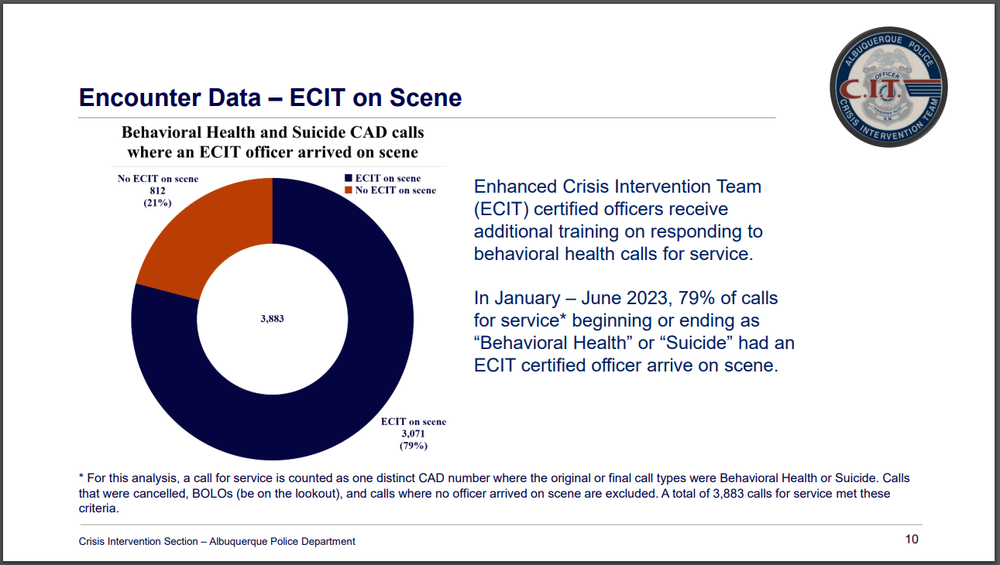 ALBUQUERQUE POLICE
OFFICER
C.I.T.
CRISIS INTERVENTION TEAM
Encounter Data – ECIT on Scene
Behavioral Health and Suicide CAD calls
where an ECIT officer arrived on scene
No ECIT on scene
812
(21%)
ECIT on scene
No ECIT on scene
3,883
ECIT on scene
3,071
(79%)
Enhanced Crisis Intervention Team
(ECIT) certified officers receive
additional training on responding to
behavioral health calls for service.
In January – June 2023, 79% of calls
for service* beginning or ending as
“Behavioral Health” or “Suicide” had an
ECIT certified officer arrive on scene.
* For this analysis, a call for service is counted as one distinct CAD number where the original or final call types were Behavioral Health or Suicide. Calls
that were cancelled, BOLOs (be on the lookout), and calls where no officer arrived on scene are excluded. A total of 3,883 calls for service met these
criteria.
Crisis Intervention Section – Albuquerque Police Department
10